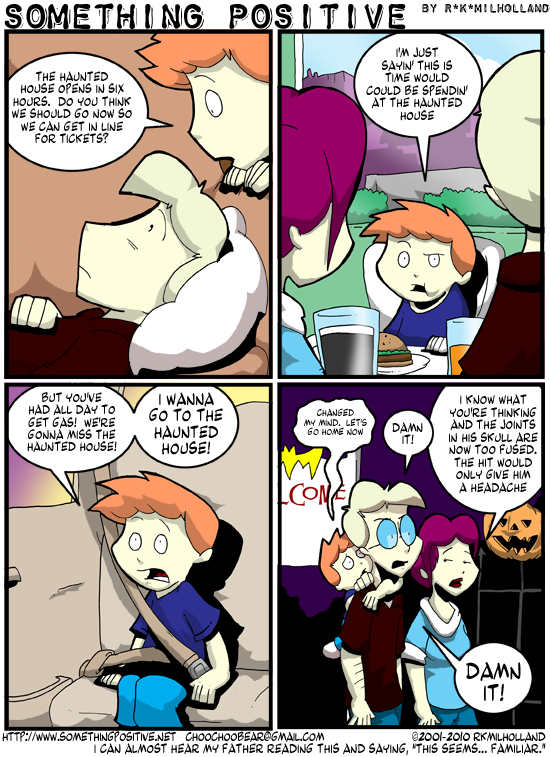 SOMETHING POSITIVE BY R*K*MILHOLLAND
THE HAUNTED
HOUSE OPENS IN SIX
HOURS. DO YOU THINK
WE SHOULD GO NOW SO
WE CAN GET IN LINE
FOR TICKETS?
I'M JUST
SAYIN' THIS IS
TIME WOULD
COULD BE SPENDIN'
AT THE HAUNTED
HOUSE
BUT YOU'VE
HAD ALL DAY TO
GET GAS! WE'RE
GONNA MISS THE
HAUNTED HOUSE!
I WANNA
GO TO THE
HAUNTED
HOUSE!
CHANGED
MY MIND. LET'S
GO HOME NOW
DAMN
IT!
I KNOW WHAT
YOU'RE THINKING
AND THE JOINTS
IN HIS SKULL ARE
NOW TOO FUSED.
THE HIT WOULD
ONLY GIVE HIM
A HEADACHE
LCOME
DAMN
IT!
HTTP://WWW.SOMETHINGPOSITIVE.NET CHOOCHOOBEAR@GMAIL.COM ©2001-2010 RKMILHOLLAND
I CAN ALMOST HEAR MY FATHER READING THIS AND SAYING, "THIS SEEMS... FAMILIAR."